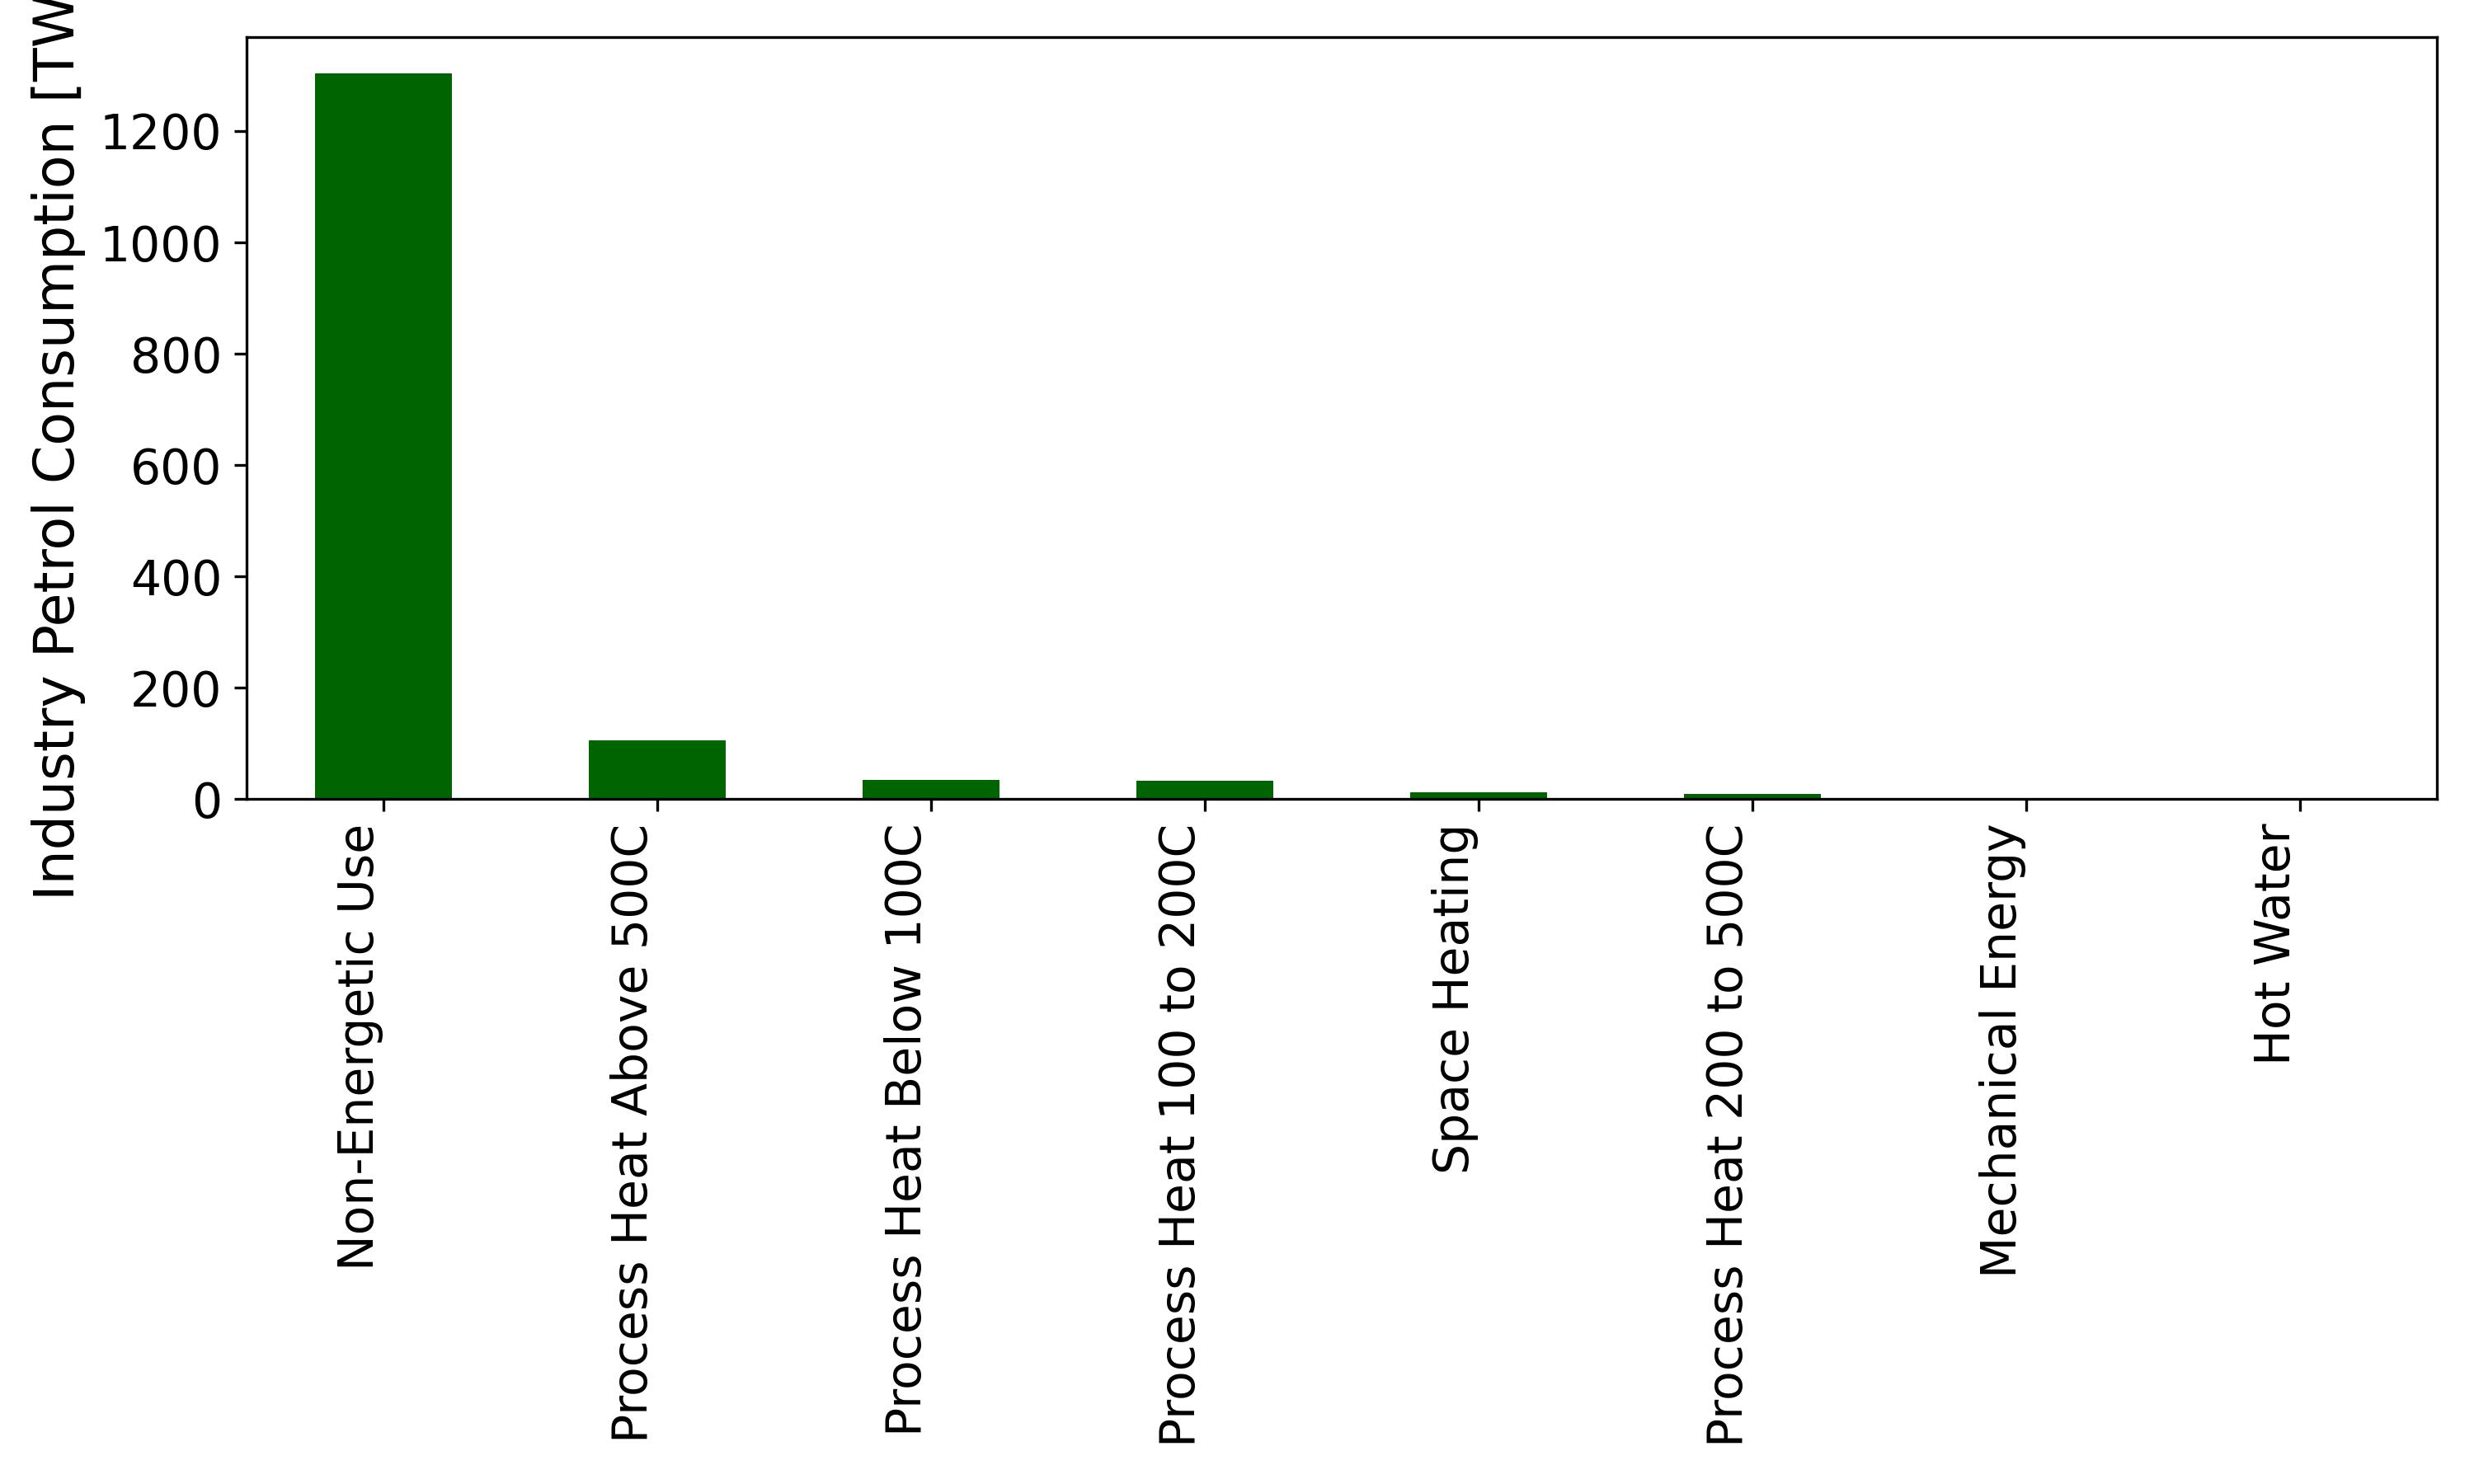 Industry Petrol Consumption [TW
1200
1000
800
600
400
200
0
Non-Energetic Use
Process Heat Above 500C
Process Heat Below 100C
Process Heat 100 to 200C
Space Heating
Process Heat 200 to 500C
Mechanical Energy
Hot Water